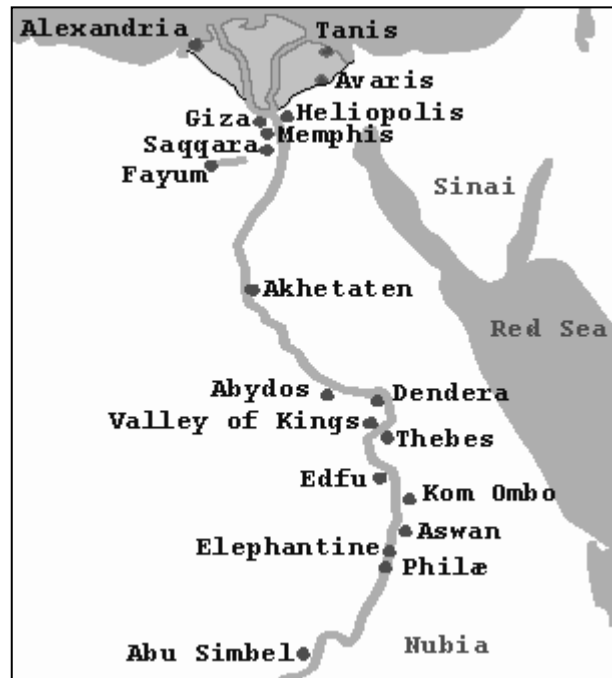 Alexandria
Tanis
Avaris
Giza
Heliopolis
Memphis
Saqqara
Fayum
Sinai
Akhetaten
Red Sea
Abydos
Dendera
Valley of Kings
Thebes
Edfu
Kom Ombo
Aswan
Elephantine
Philæ
Abu Simbel
Nubia